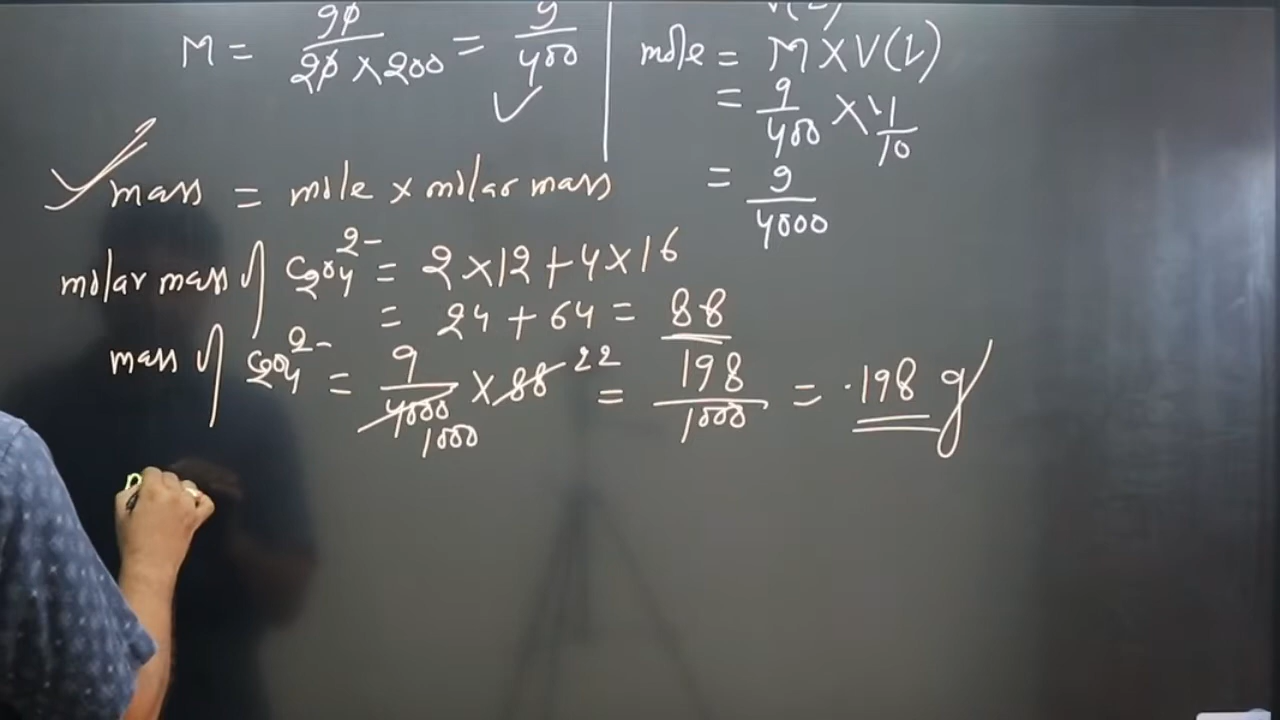 M = 90 / 20 × 200 = 9 / 400
mass = mole × molar mass
molar mass of C2O4 2- = 2 × 12 + 4 × 16
= 24 + 64 = 88
mass of C2O4 2- = 9 / 4000 1000 × 88 22 = 198 / 1000 = .198 g
V(L)
mole = M × V(L)
= 9 / 400 × 1 / 10
= 9 / 4000